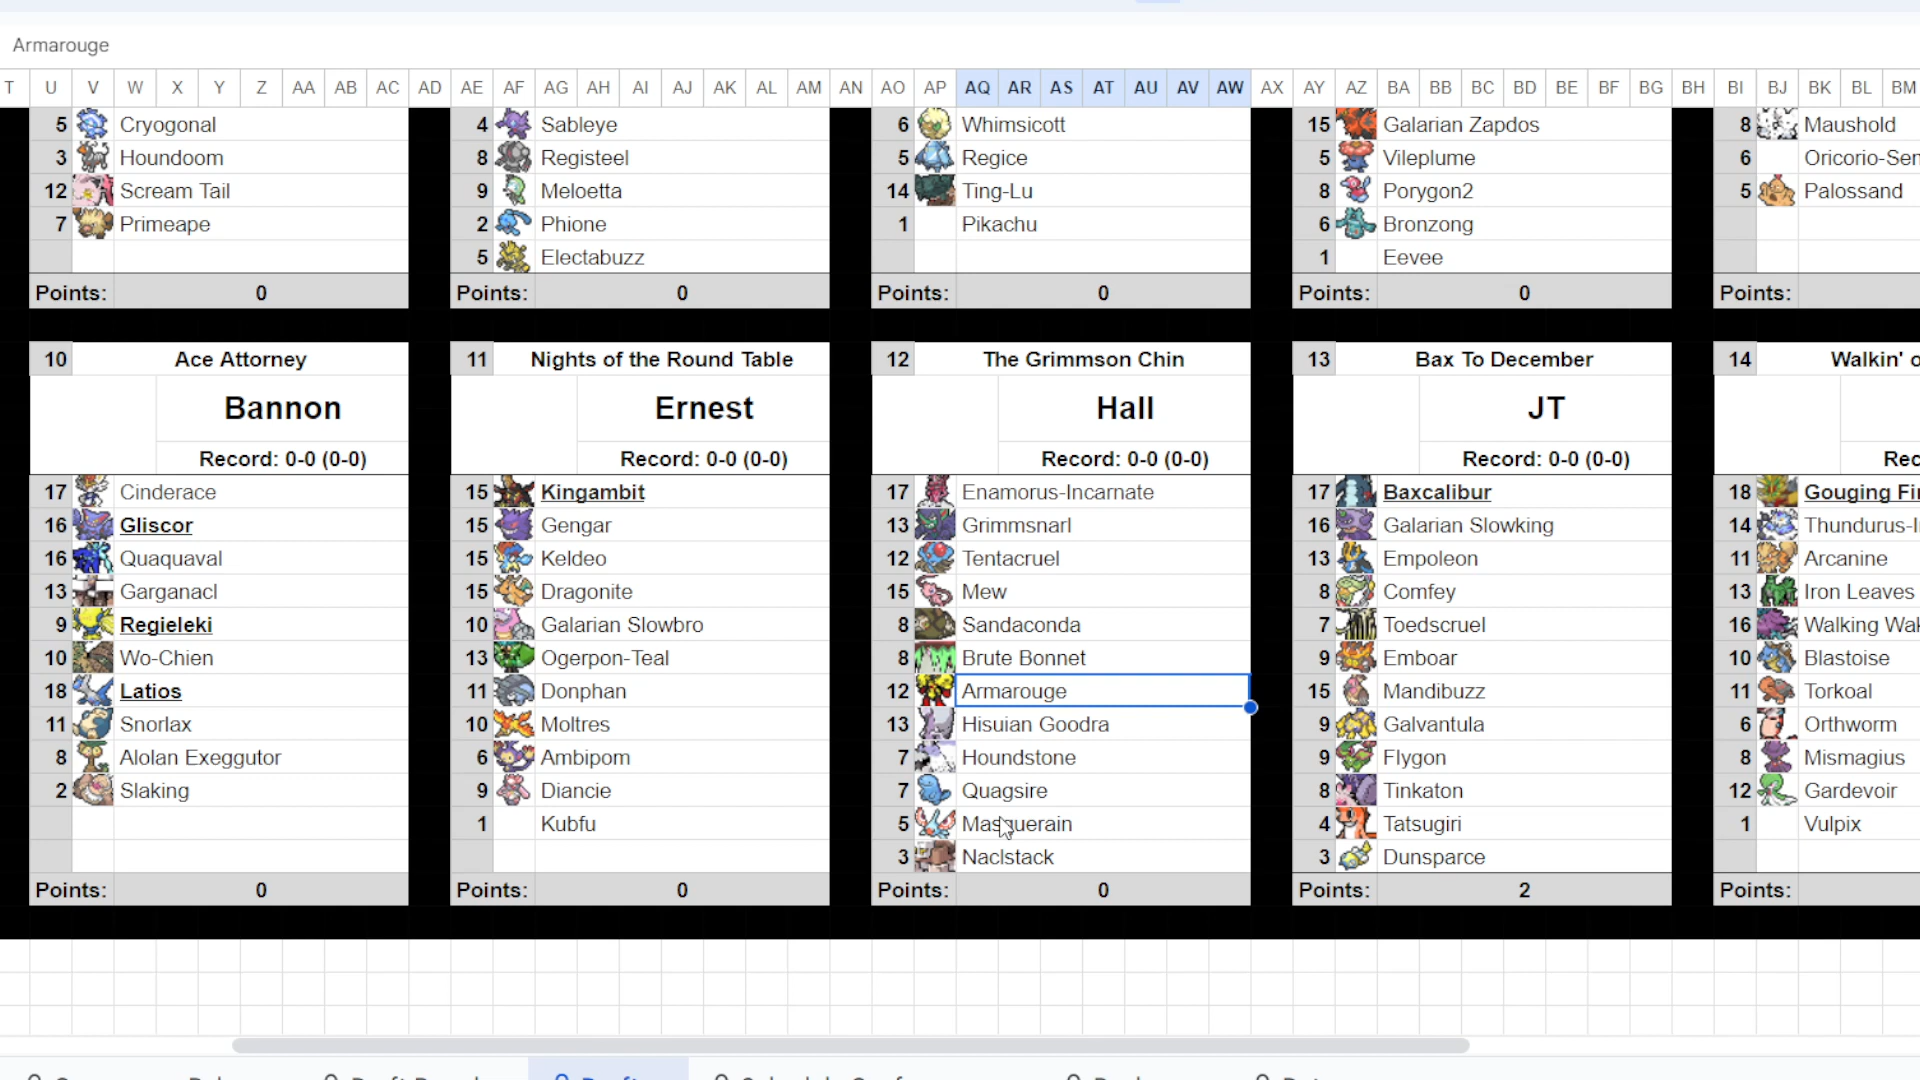 Armarouge
T U V W X Y Z AA AB AC AD AE AF AG AH AI AJ AK AL AM AN AO AP AQ AR AS AT AU AV AW AX AY AZ BA BB BC BD BE BF BG BH BI BJ BK BL BM
5 Cryogonal 4 Sableye 6 Whimsicott 15 Galarian Zapdos 8 Maushold
3 Houndoom 8 Registeel 5 Regice 5 Vileplume 6 Oricorio-Sen
12 Scream Tail 9 Meloetta 14 Ting-Lu 8 Porygon2 5 Palossand
7 Primeape 2 Phione 1 Pikachu 6 Bronzong
5 Electabuzz 1 Eevee
Points: 0 Points: 0 Points: 0 Points: 0 Points:
10 Ace Attorney 11 Nights of the Round Table 12 The Grimmson Chin 13 Bax To December 14 Walkin' o
Bannon Ernest Hall JT
Record: 0-0 (0-0) Record: 0-0 (0-0) Record: 0-0 (0-0) Record: 0-0 (0-0) Rec
17 Cinderace 15 Kingambit 17 Enamorus-Incarnate 17 Baxcalibur 18 Gouging Fir
16 Gliscor 15 Gengar 13 Grimmsnarl 16 Galarian Slowking 14 Thundurus-I
16 Quaquaval 15 Keldeo 12 Tentacruel 13 Empoleon 11 Arcanine
13 Garganacl 15 Dragonite 15 Mew 8 Comfey 13 Iron Leaves
9 Regieleki 10 Galarian Slowbro 8 Sandaconda 7 Toedscruel 16 Walking Wak
10 Wo-Chien 13 Ogerpon-Teal 8 Brute Bonnet 9 Emboar 10 Blastoise
18 Latios 11 Donphan 12 Armarouge 15 Mandibuzz 11 Torkoal
11 Snorlax 10 Moltres 13 Hisuian Goodra 9 Galvantula 6 Orthworm
8 Alolan Exeggutor 6 Ambipom 7 Houndstone 9 Flygon 8 Mismagius
2 Slaking 9 Diancie 7 Quagsire 8 Tinkaton 12 Gardevoir
1 Kubfu 5 Masquerain 4 Tatsugiri 1 Vulpix
3 Naclstack 3 Dunsparce
Points: 0 Points: 0 Points: 0 Points: 2 Points: